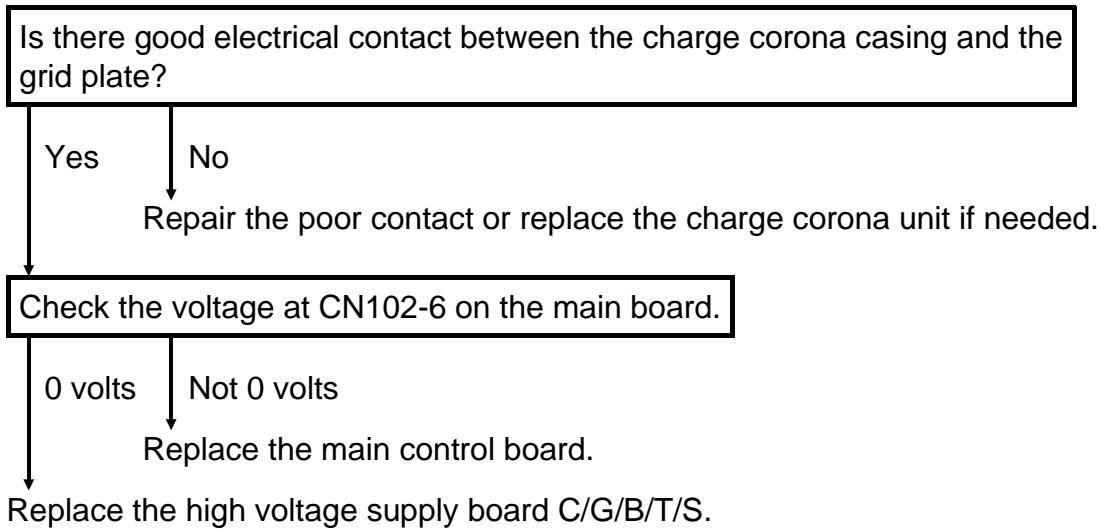 Is there good electrical contact between the charge corona casing and the
grid plate?
Yes
No
Repair the poor contact or replace the charge corona unit if needed.
Check the voltage at CN102-6 on the main board.
0 volts
Not 0 volts
Replace the main control board.
Replace the high voltage supply board C/G/B/T/S.